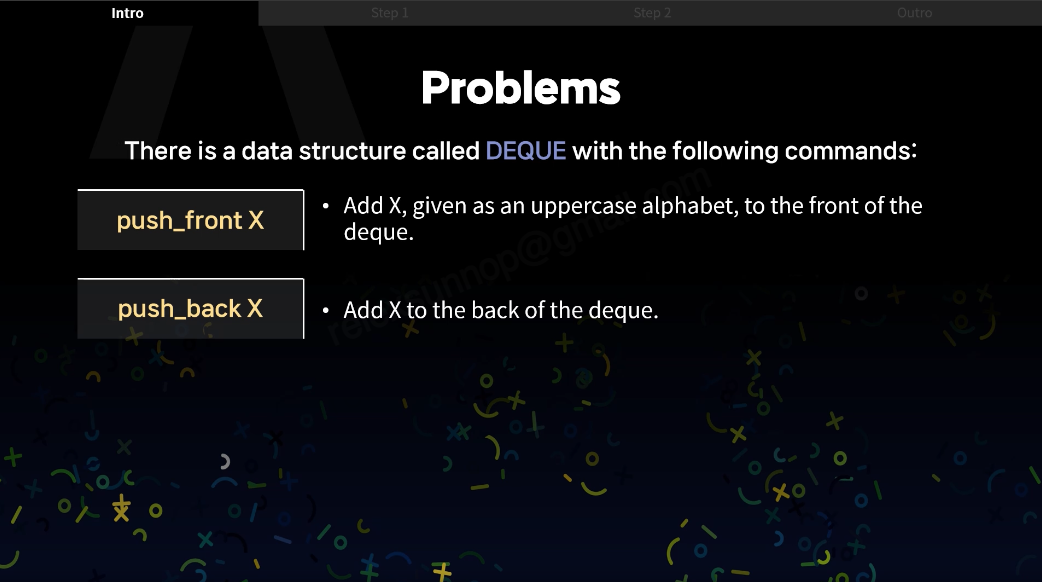 Intro
Step 1
Step 2
Outro
Problems
There is a data structure called DEQUE with the following commands:
push_front X
• Add X, given as an uppercase alphabet, to the front of the
deque.
push_back X
• Add X to the back of the deque.